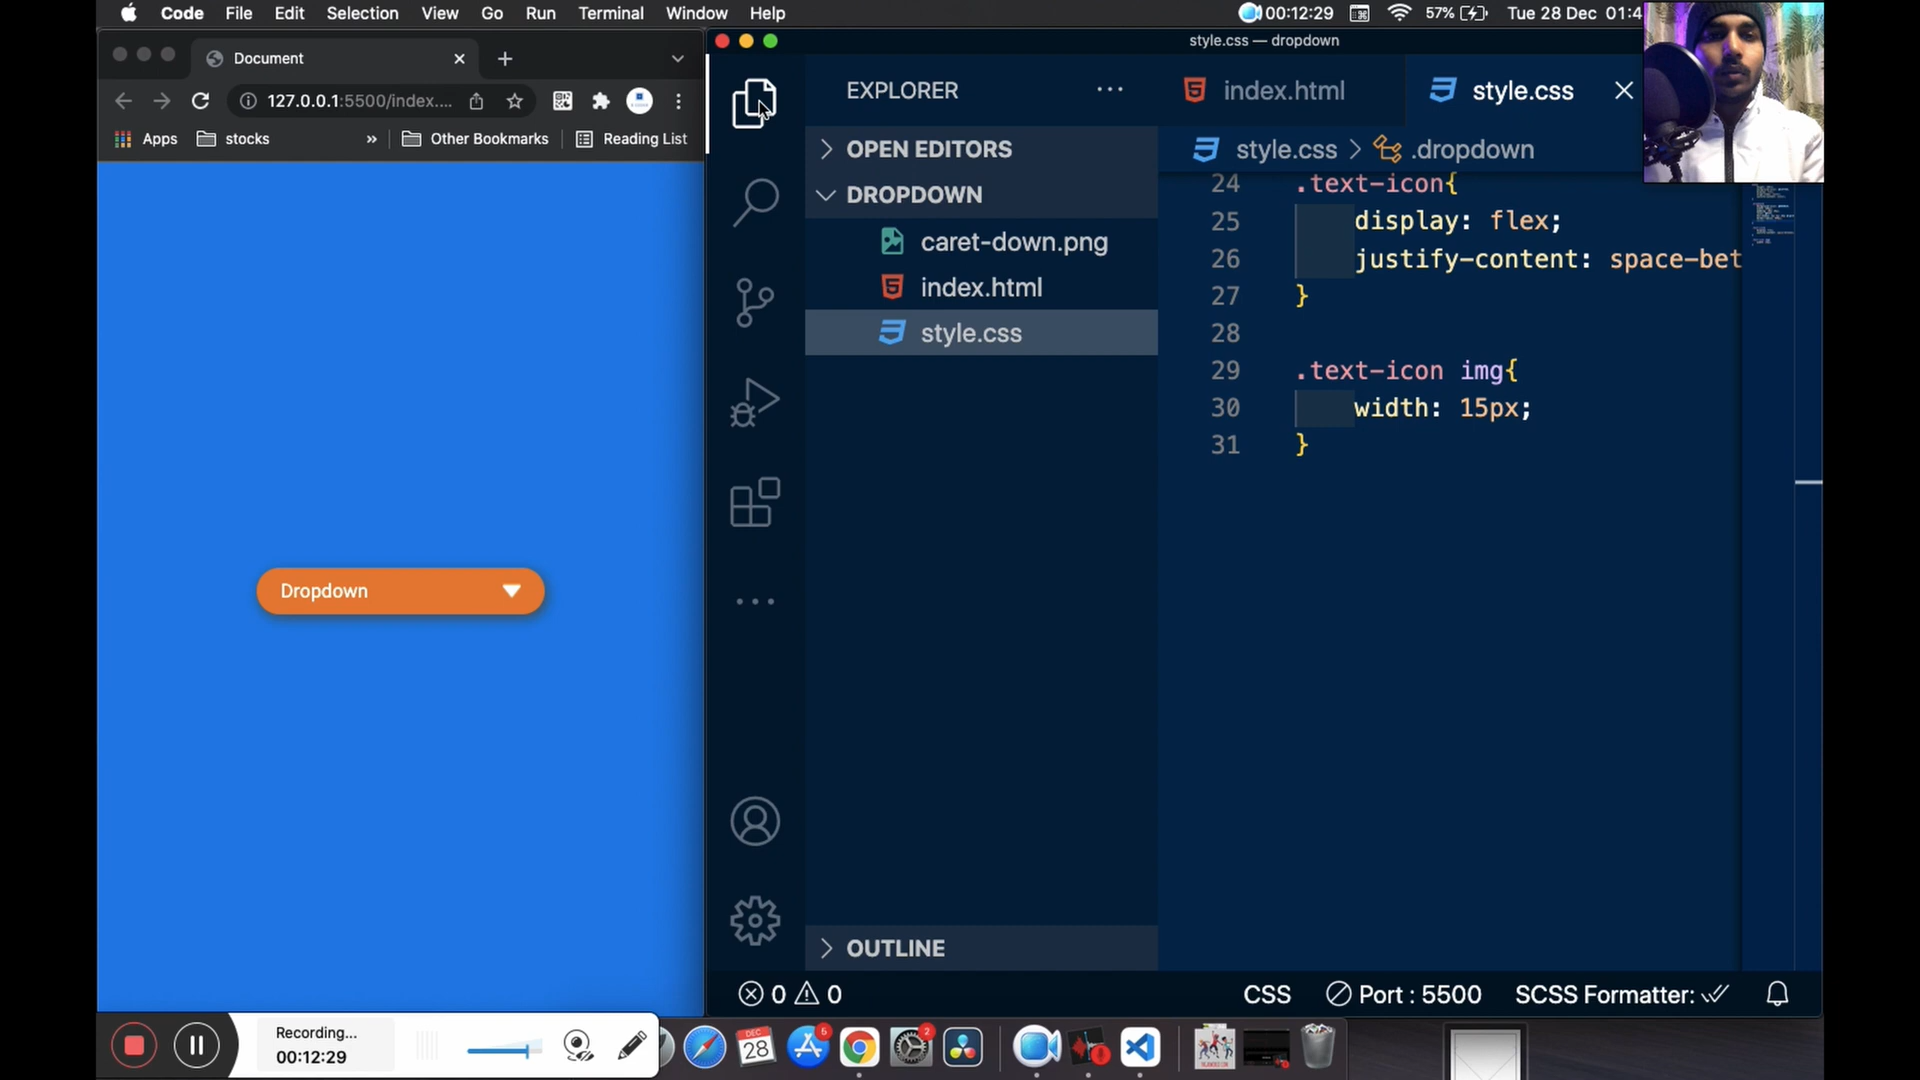 Code File Edit Selection View Go Run Terminal Window Help 00:12:29 57% Tue 28 Dec 01:4
Document
127.0.0.1:5500/index....
Apps stocks » Other Bookmarks Reading List
Dropdown
style.css — dropdown
EXPLORER
OPEN EDITORS
DROPDOWN
caret-down.png
index.html
style.css
OUTLINE
index.html style.css
style.css > .dropdown
24 .text-icon{
25 display: flex;
26 justify-content: space-bet
27 }
28
29 .text-icon img{
30 width: 15px;
31 }
0 0 CSS Port : 5500 SCSS Formatter:
Recording...
00:12:29
DEC
28
5
2